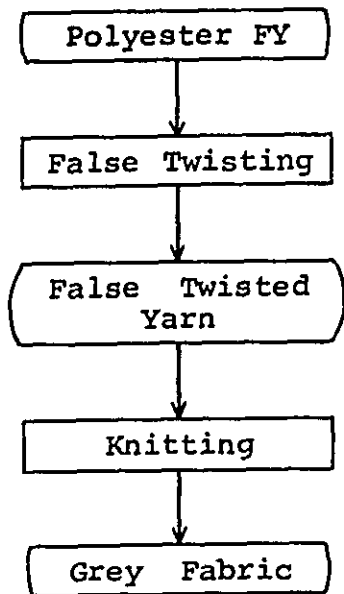 Polyester FY
False Twisting
False Twisted
Yarn
Knitting
Grey Fabric